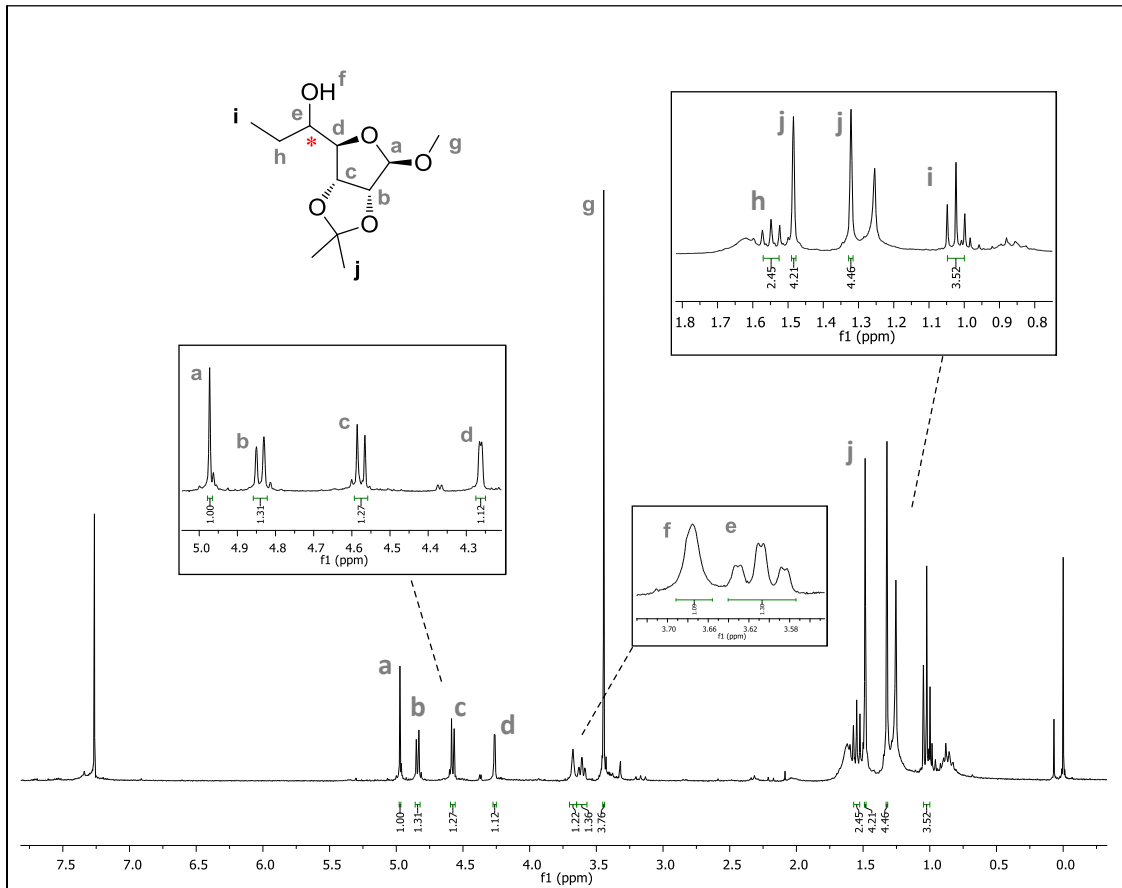 f
OH
e
i
d
*
h
O
a
g
O
c
b
O
O
j
h
j
j
i
2.45
4.21
4.46
3.52
1.8 1.7 1.6 1.5 1.4 1.3 1.2 1.1 1.0 0.9 0.8
f1 (ppm)
g
a
b
c
d
1.00
1.31
1.27
1.12
5.0 4.9 4.8 4.7 4.6 4.5 4.4 4.3
f1 (ppm)
f
e
1.09
1.30
3.70 3.66 3.62 3.58
f1 (ppm)
j
a
b
c
d
1.00
1.31
1.27
1.12
1.22
1.36
3.76
2.45
4.21
4.46
3.52
7.5 7.0 6.5 6.0 5.5 5.0 4.5 4.0 3.5 3.0 2.5 2.0 1.5 1.0 0.5 0.0
f1 (ppm)